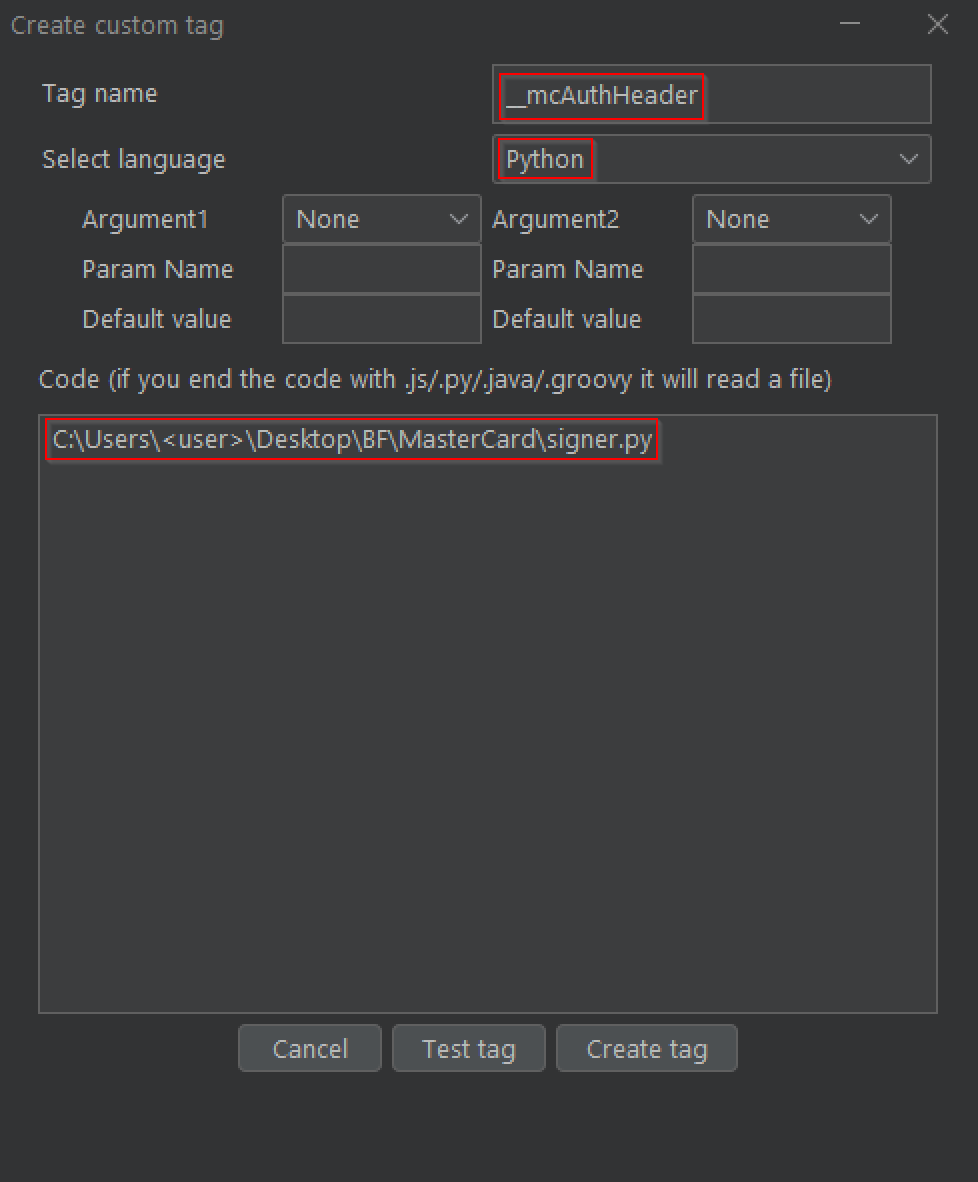 Create custom tag
Tag name __mcAuthHeader
Select language Python
Argument1 None Argument2 None
Param Name Param Name
Default value Default value
Code (if you end the code with .js/.py/.java/.groovy it will read a file)
C:\Users\<user>\Desktop\BF\MasterCard\signer.py
Cancel Test tag Create tag